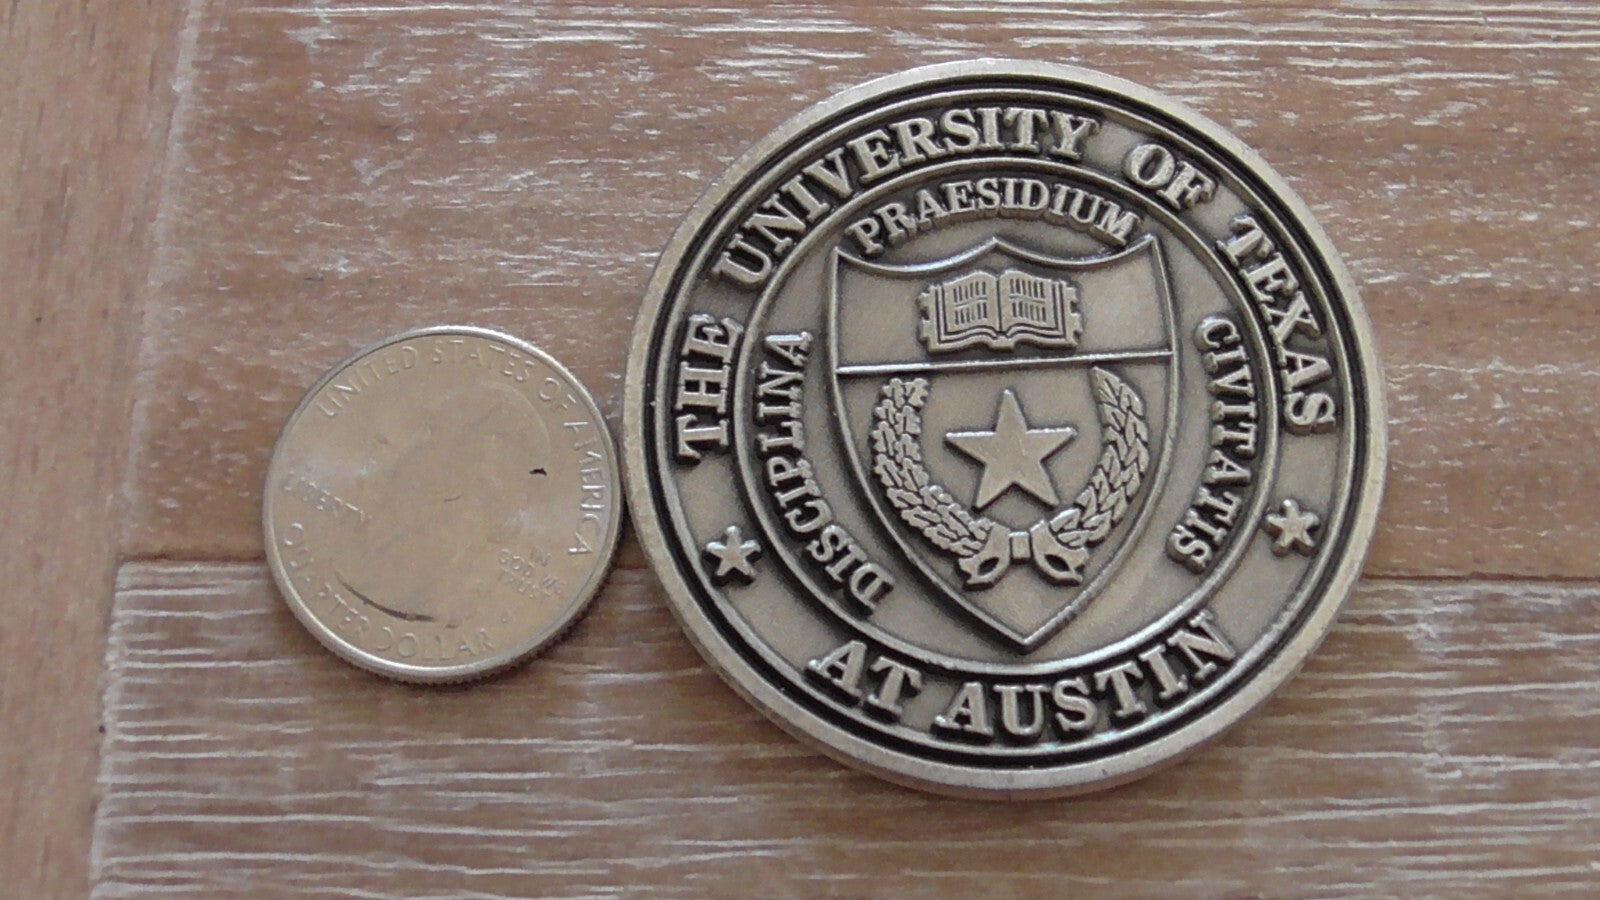 UNITED STATES OF AMERICA
LIBERTY
IN
GOD WE
TRUST
QUARTER DOLLAR
THE UNIVERSITY OF TEXAS
AT AUSTIN
DISCIPLINA PRAESIDIUM CIVITATIS